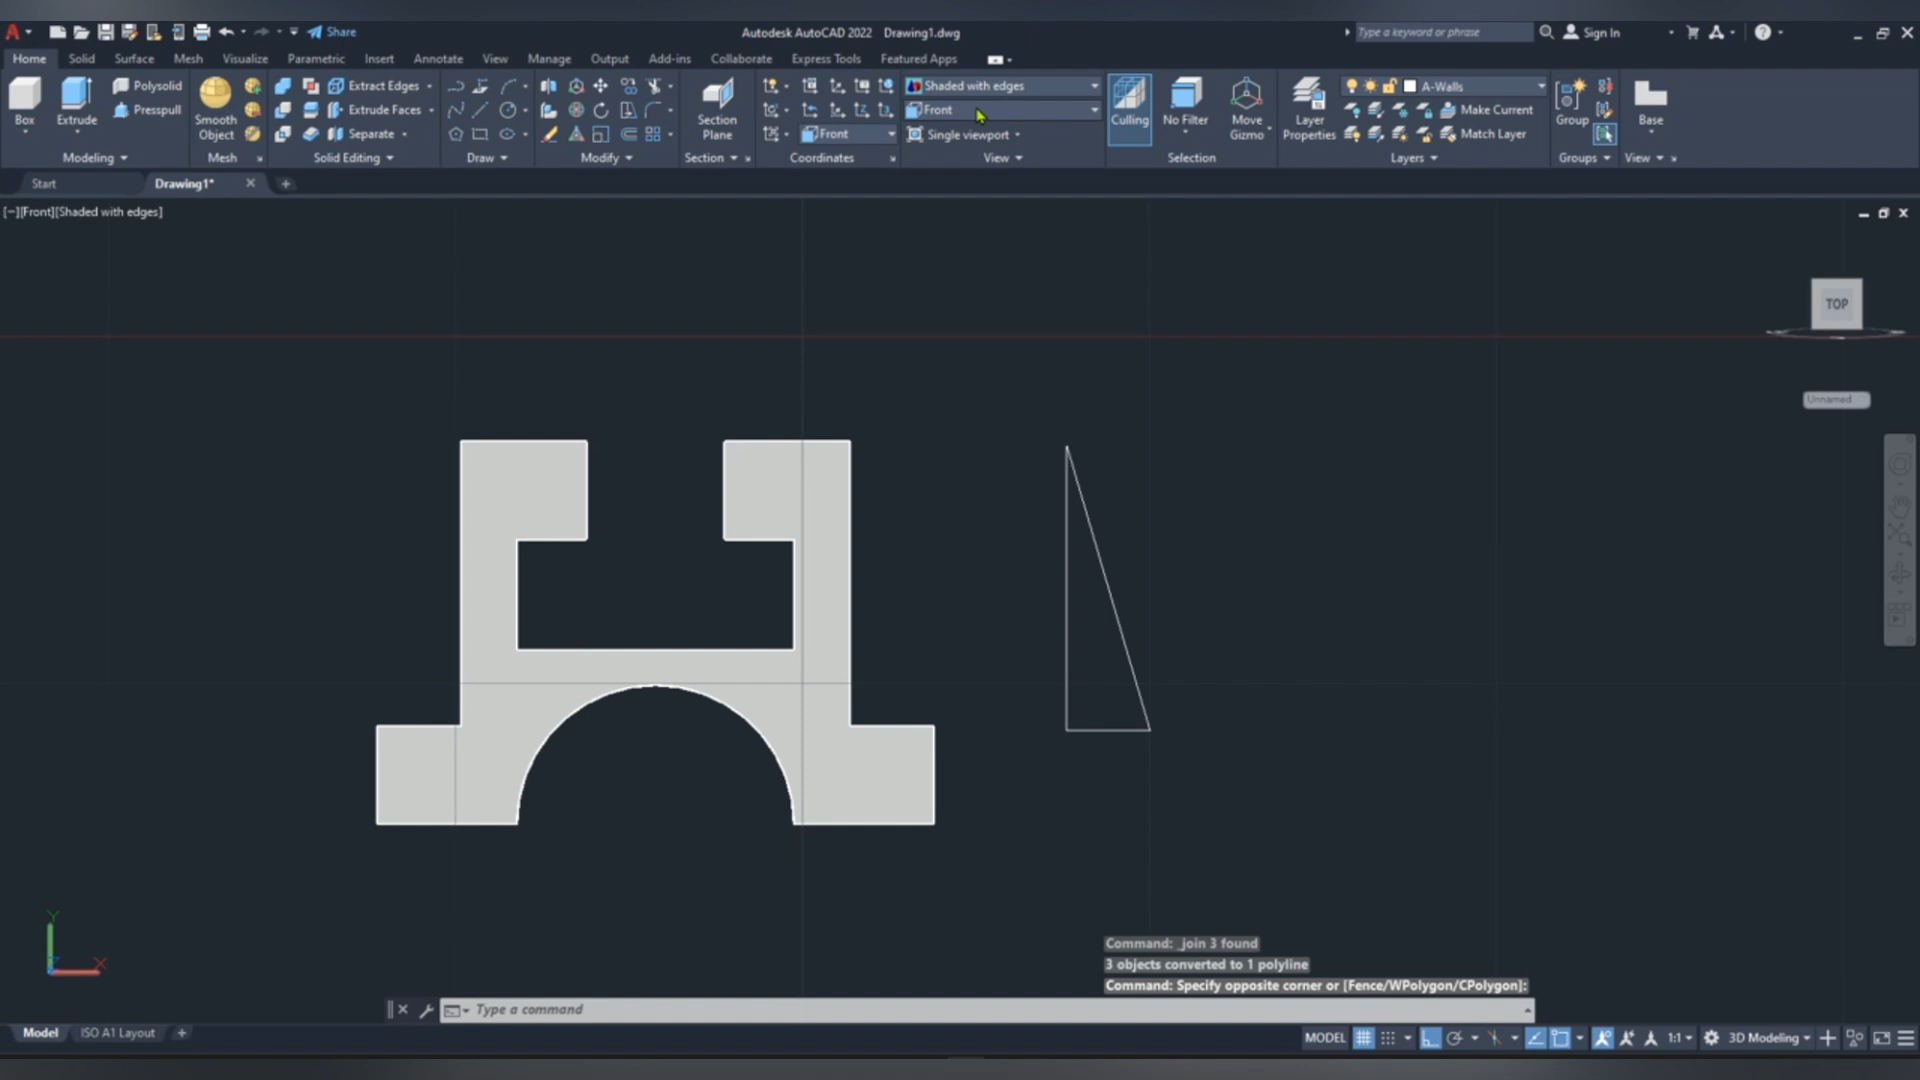 Share
Autodesk AutoCAD 2022 Drawing1.dwg
Type a keyword or phrase
Sign In
Home Solid Surface Mesh Visualize Parametric Insert Annotate View Manage Output Add-ins Collaborate Express Tools Featured Apps
Box
Extrude
Polysolid
Presspull
Modeling
Smooth
Object
Mesh
Extract Edges
Extrude Faces
Separate
Solid Editing
Draw
Modify
Section
Plane
Section
Front
Coordinates
Shaded with edges
Front
Single viewport
View
Culling
No Filter
Move
Gizmo
Selection
Layer
Properties
A-Walls
Make Current
Match Layer
Layers
Group
Groups
Base
View
Start
Drawing1*
[−][Front][Shaded with edges]
TOP
Unnamed
Y
X
Command: _join 3 found
3 objects converted to 1 polyline
Command: Specify opposite corner or [Fence/WPolygon/CPolygon]:
Type a command
Model ISO A1 Layout
MODEL
1:1
3D Modeling